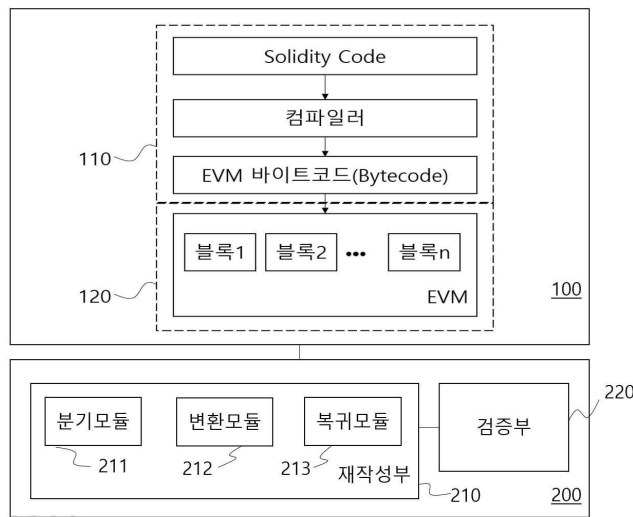 Solidity Code
컴파일러
110
EVM 바이트코드(Bytecode)
블록1 블록2 ••• 블록n
120
EVM
100
분기모듈 변환모듈 복귀모듈 검증부 220
211 212 213 재작성부
210 200